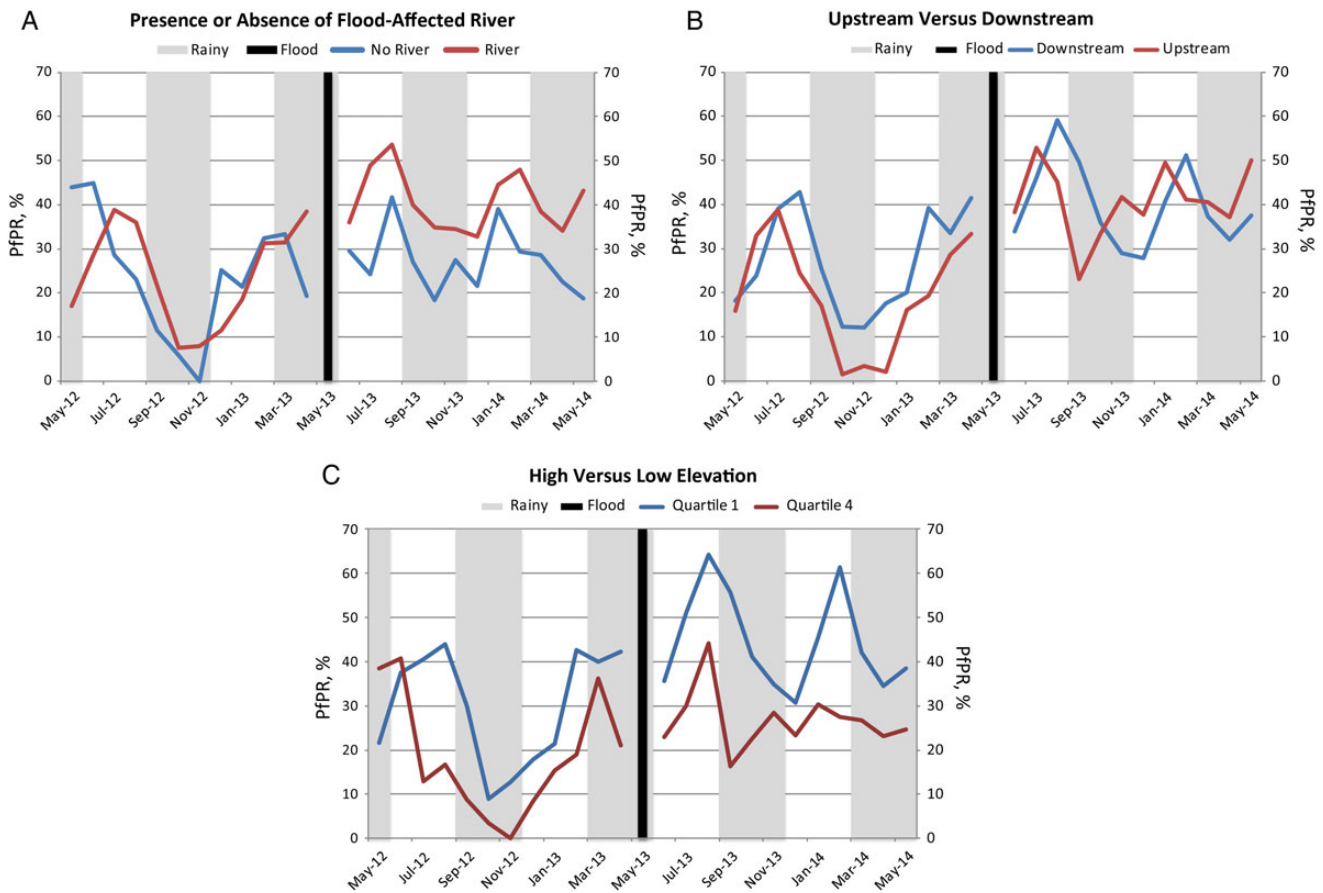 A
Presence or Absence of Flood-Affected River
Rainy Flood No River River
70
60
50
40
30
20
10
0
PfPR, %
70
60
50
40
30
20
10
0
PfPR, %
May-12 Jul-12 Sep-12 Nov-12 Jan-13 Mar-13 May-13 Jul-13 Sep-13 Nov-13 Jan-14 Mar-14 May-14
B
Upstream Versus Downstream
Rainy Flood Downstream Upstream
70
60
50
40
30
20
10
0
PfPR, %
70
60
50
40
30
20
10
0
PfPR, %
May-12 Jul-12 Sep-12 Nov-12 Jan-13 Mar-13 May-13 Jul-13 Sep-13 Nov-13 Jan-14 Mar-14 May-14
C
High Versus Low Elevation
Rainy Flood Quartile 1 Quartile 4
70
60
50
40
30
20
10
0
PfPR, %
70
60
50
40
30
20
10
0
PfPR, %
May-12 Jul-12 Sep-12 Nov-12 Jan-13 Mar-13 May-13 Jul-13 Sep-13 Nov-13 Jan-14 Mar-14 May-14